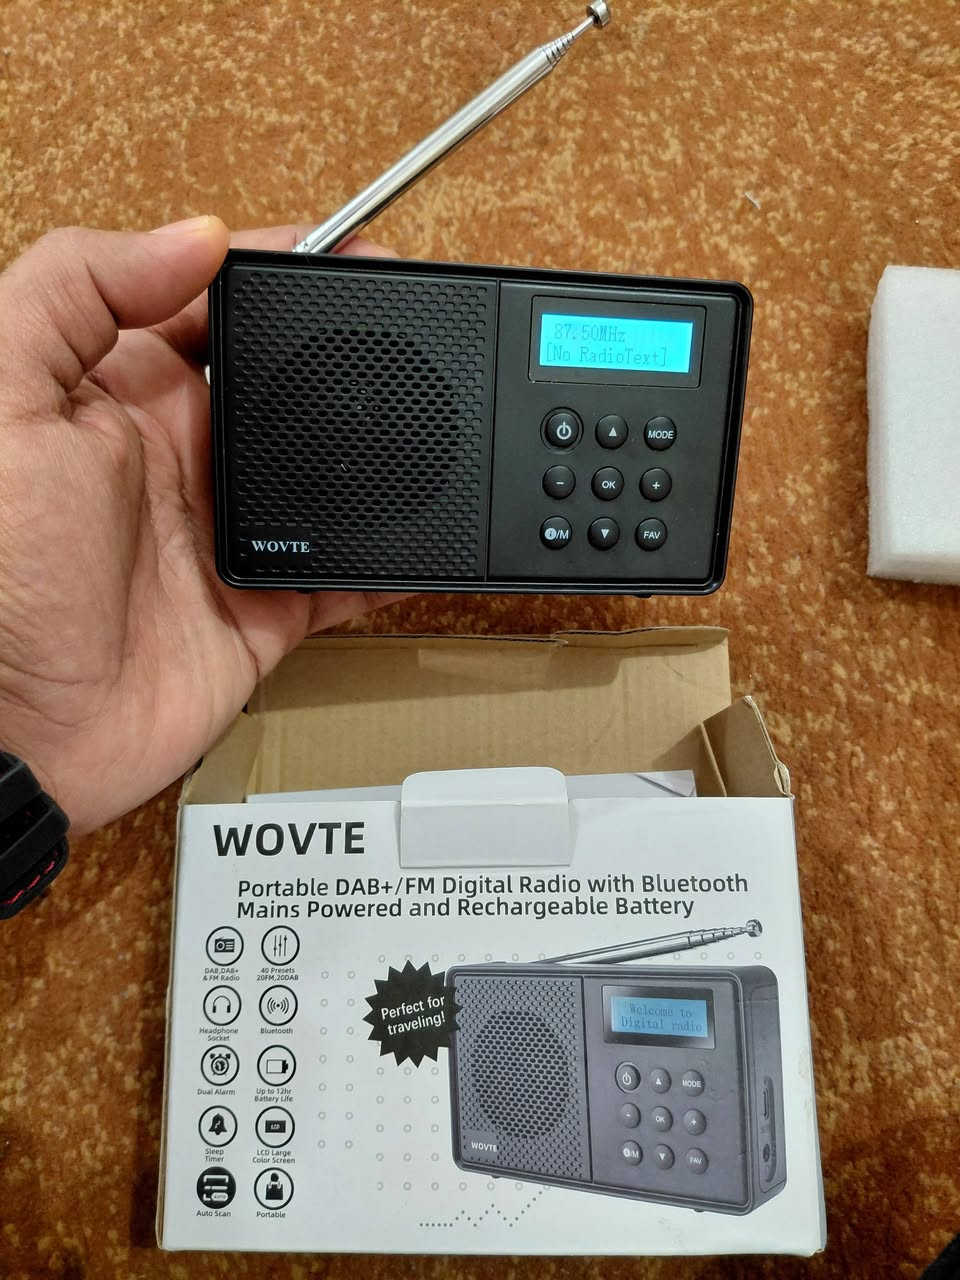 87.50MHz
[No RadioText]
MODE
-
OK
+
i/M
FAV
WOVTE
WOVTE
Portable DAB+/FM Digital Radio with Bluetooth
Mains Powered and Rechargeable Battery
DAB,DAB+
& FM Radio
40 Presets
20FM,20DAB
Headphone
Socket
Bluetooth
Dual Alarm
Up to 12hr
Battery Life
Sleep
Timer
LCD
LCD Large
Color Screen
Auto Scan
Portable
Perfect for
traveling!
Welcome to
Digital radio
MODE
-
OK
+
i/M
FAV
WOVTE